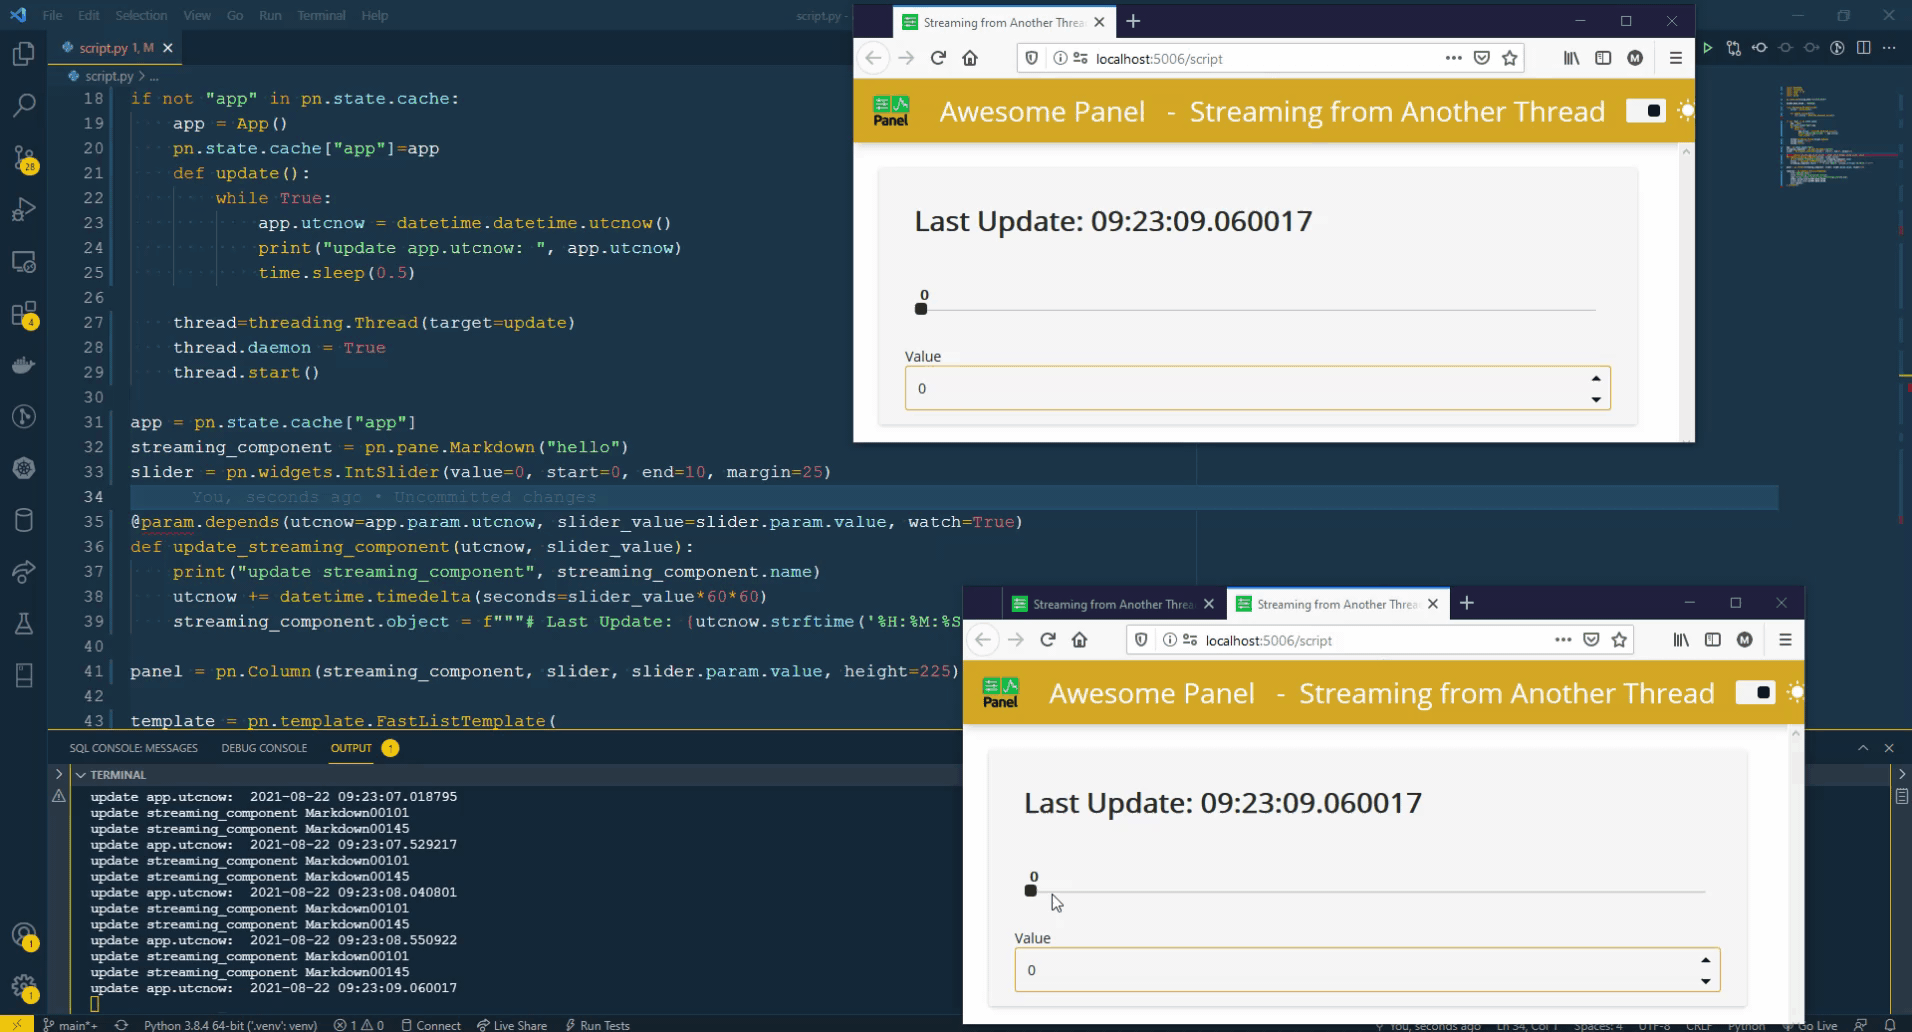 File Edit Selection View Go Run Terminal Help
script.py -
script.py 1, M
script.py > ...
18 if not "app" in pn.state.cache:
19 app = App()
20 pn.state.cache["app"]=app
21 def update():
22 while True:
23 app.utcnow = datetime.datetime.utcnow()
24 print("update app.utcnow: ", app.utcnow)
25 time.sleep(0.5)
26
27 thread=threading.Thread(target=update)
28 thread.daemon = True
29 thread.start()
30
31 app = pn.state.cache["app"]
32 streaming_component = pn.pane.Markdown("hello")
33 slider = pn.widgets.IntSlider(value=0, start=0, end=10, margin=25)
34 You, seconds ago • Uncommitted changes
35 @param.depends(utcnow=app.param.utcnow, slider_value=slider.param.value, watch=True)
36 def update_streaming_component(utcnow, slider_value):
37 print("update streaming_component", streaming_component.name)
38 utcnow += datetime.timedelta(seconds=slider_value*60*60)
39 streaming_component.object = f"""# Last Update: {utcnow.strftime('%H:%M:%S
40
41 panel = pn.Column(streaming_component, slider, slider.param.value, height=225)
42
43 template = pn.template.FastListTemplate(
28
4
1
1
SQL CONSOLE: MESSAGES DEBUG CONSOLE OUTPUT 1
TERMINAL
update app.utcnow: 2021-08-22 09:23:07.018795
update streaming_component Markdown00101
update streaming_component Markdown00145
update app.utcnow: 2021-08-22 09:23:07.529217
update streaming_component Markdown00101
update streaming_component Markdown00145
update app.utcnow: 2021-08-22 09:23:08.040801
update streaming_component Markdown00101
update streaming_component Markdown00145
update app.utcnow: 2021-08-22 09:23:08.550922
update streaming_component Markdown00101
update streaming_component Markdown00145
update app.utcnow: 2021-08-22 09:23:09.060017
main*+ Python 3.8.4 64-bit ('.venv': venv) 1 0 Connect Live Share Run Tests
You, seconds ago Ln 34, Col 1 Spaces: 4 UTF-8 CRLF Python Go Live
Streaming from Another Threa
localhost:5006/script
M
Panel
Awesome Panel - Streaming from Another Thread
Last Update: 09:23:09.060017
0
Value
0
Streaming from Another Threa Streaming from Another Threa
localhost:5006/script
M
Panel
Awesome Panel - Streaming from Another Thread
Last Update: 09:23:09.060017
0
Value
0